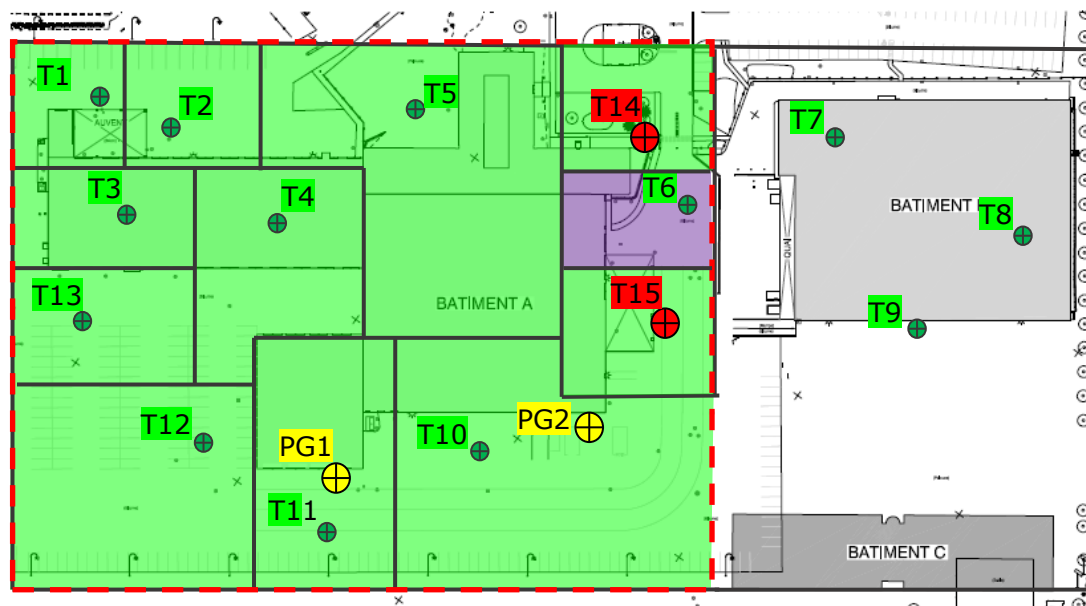 T1
T2
T5
T14
T7
AUVENT
T3
T4
T6
BATIMENT
T8
QUAI
T13
BATIMENT A
T15
T9
T12
PG1
T10
PG2
T11
BATIMENT C